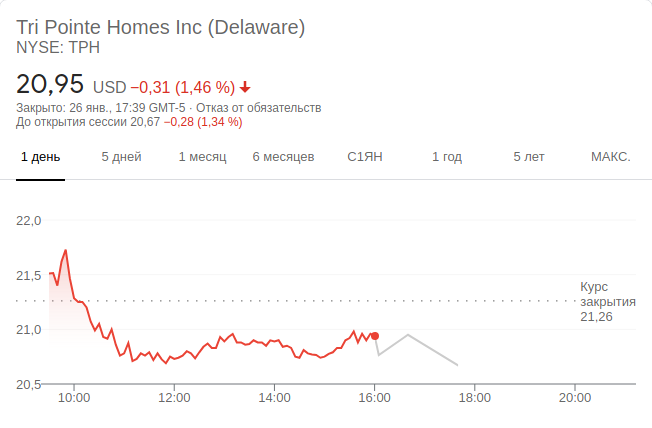 Tri Pointe Homes Inc (Delaware)
NYSE: TPH
20,95 USD −0,31 (1,46 %)
Закрыто: 26 янв., 17:39 GMT-5 · Отказ от обязательств
До открытия сессии 20,67 −0,28 (1,34 %)
1 день 5 дней 1 месяц 6 месяцев С1ЯН 1 год 5 лет МАКС.
22,0
21,5
Курс
закрытия
21,26
21,0
20,5
10:00 12:00 14:00 16:00 18:00 20:00